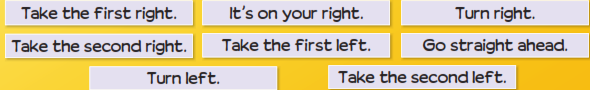 Take the first right.
It's on your right.
Turn right.
Take the second right.
Take the first left.
Go straight ahead.
Turn left.
Take the second left.